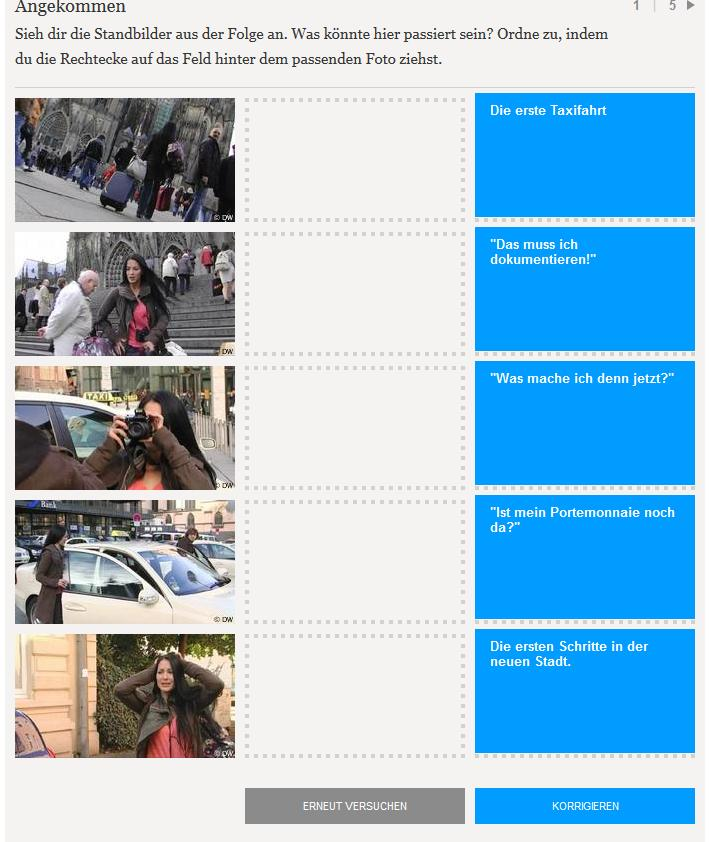 Angekommen
1 | 5
Sieh dir die Standbilder aus der Folge an. Was könnte hier passiert sein? Ordne zu, indem
du die Rechtecke auf das Feld hinter dem passenden Foto ziehst.
© DW
Die erste Taxifahrt
DW
"Das muss ich
dokumentieren!"
TAXI
© DW
"Was mache ich denn jetzt?"
Bank
© DW
"Ist mein Portemonnaie noch
da?"
© DW
Die ersten Schritte in der
neuen Stadt.
ERNEUT VERSUCHEN
KORRIGIEREN